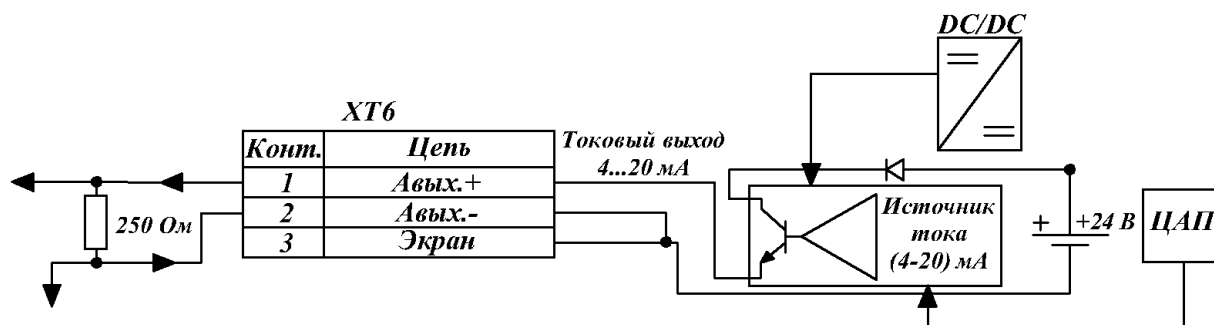 DC/DC
XT6
Конт. Цепь
1 Авых.+
2 Авых.-
3 Экран
Токовый выход
4...20 мА
250 Ом
Источник
тока
(4-20) мА
+ +24 В
ЦАП